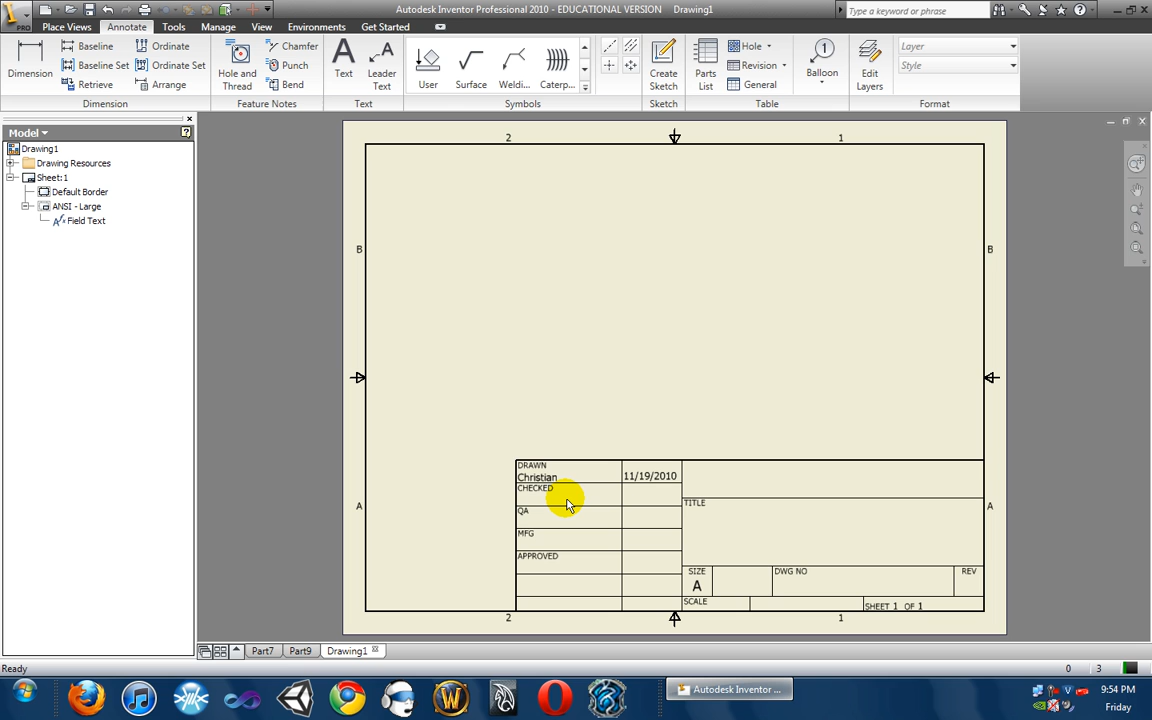 PRO
Autodesk Inventor Professional 2010 - EDUCATIONAL VERSION Drawing1
Type a keyword or phrase
Place Views Annotate Tools Manage View Environments Get Started
Dimension
Baseline
Baseline Set
Retrieve
Ordinate
Ordinate Set
Arrange
Dimension
Hole and Thread
Chamfer
Punch
Bend
Feature Notes
Text
Leader Text
Text
User
Surface
Weldi...
Caterp...
Symbols
Create Sketch
Sketch
Parts List
Hole
Revision
General
Table
Balloon
Edit Layers
Layer
Style
Format
Model
Drawing1
Drawing Resources
Sheet:1
Default Border
ANSI - Large
Field Text
2 1
B B
A A
DRAWN
Christian 11/19/2010
CHECKED
QA
MFG
APPROVED
TITLE
SIZE
A
DWG NO
REV
SCALE
SHEET 1 OF 1
2 1
Part7 Part9 Drawing1
Ready
0 3
Autodesk Inventor ...
9:54 PM
Friday